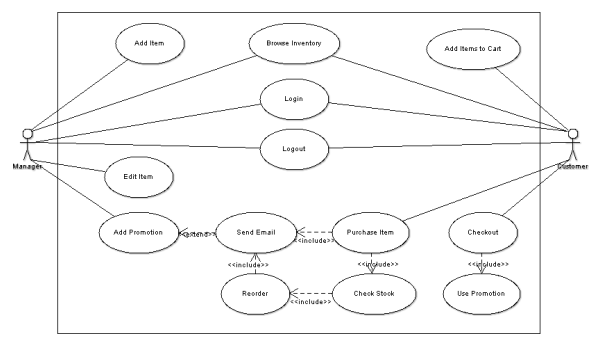 Add Item
Browse Inventory
Add Items to Cart
Login
Manager
Logout
Customer
Edit Item
Add Promotion
<<extend>>
Send Email
<<include>>
Purchase Item
Checkout
<<include>>
<<include>>
<<include>>
Reorder
<<include>>
Check Stock
Use Promotion